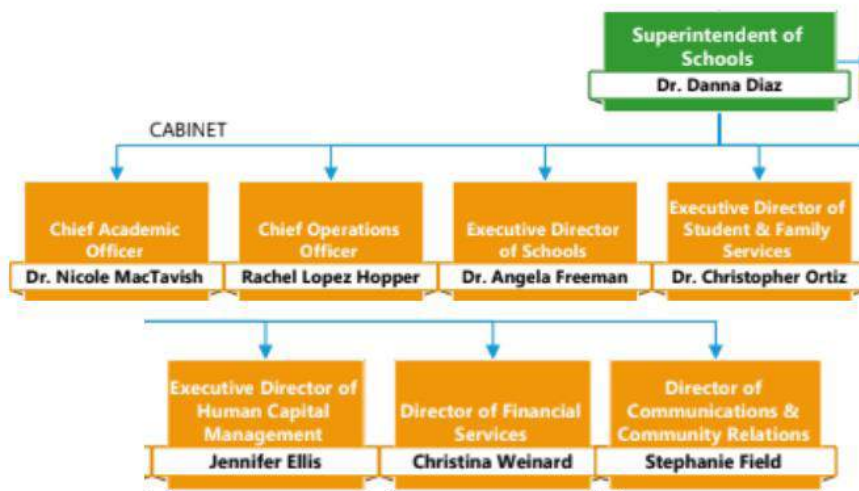 Superintendent of
Schools
Dr. Danna Diaz
CABINET
Chief Academic
Officer
Dr. Nicole MacTavish
Chief Operations
Officer
Rachel Lopez Hopper
Executive Director
of Schools
Dr. Angela Freeman
Executive Director of
Student & Family
Services
Dr. Christopher Ortiz
Executive Director of
Human Capital
Management
Jennifer Ellis
Director of Financial
Services
Christina Weinard
Director of
Communications &
Community Relations
Stephanie Field